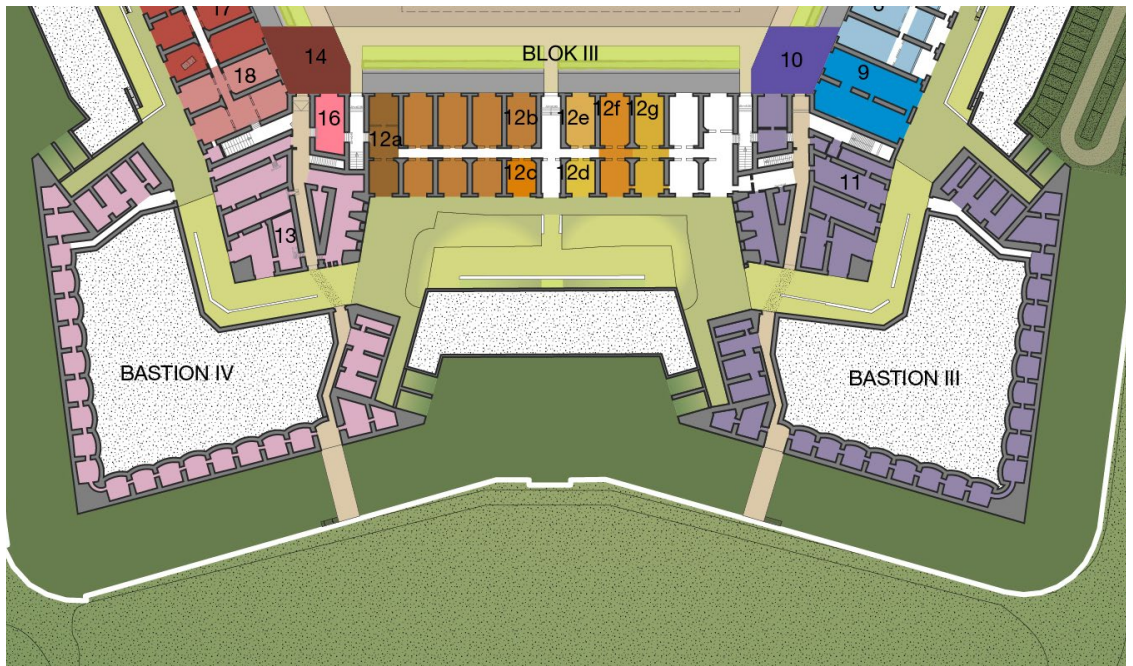 17
BLOK III
14
10
9
18
16
12b
12e
12f
12g
12a
12c
12d
11
13
BASTION IV
BASTION III